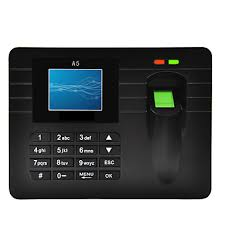 A5
1 2abc 3def ▲
4ghi 5jkl 6mno ▼
7pqrs 8tuv 9wxyz ESC
# 0— MENU OK